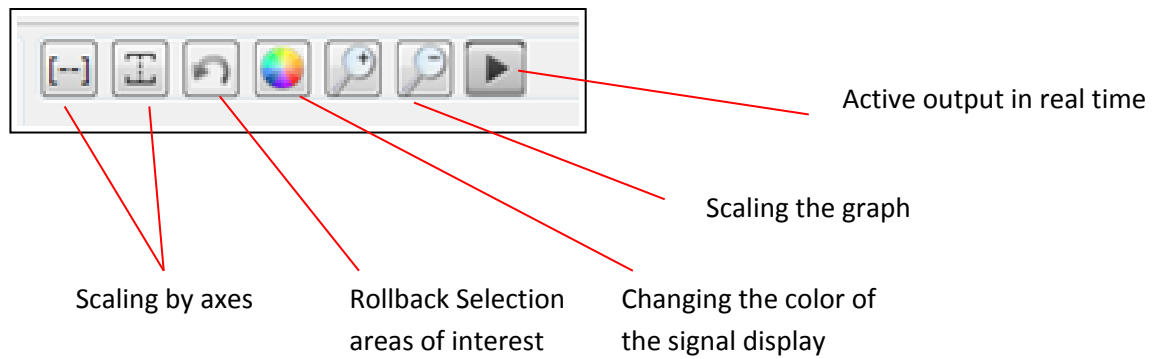 Active output in real time
Scaling the graph
Scaling by axes
Rollback Selection
areas of interest
Changing the color of
the signal display